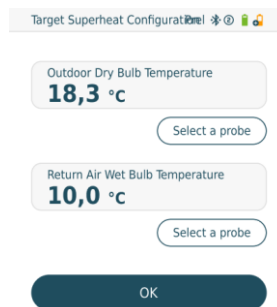 Target Superheat Configuration
Outdoor Dry Bulb Temperature
18,3 °C
Select a probe
Return Air Wet Bulb Temperature
10,0 °C
Select a probe
OK